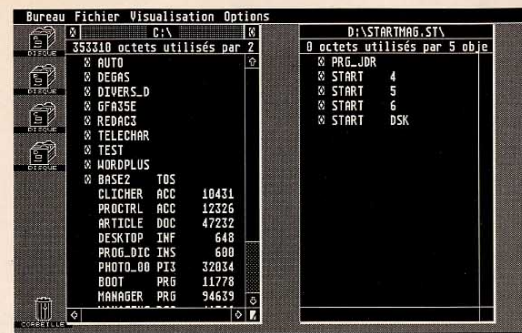 Bureau Fichier Visualisation Options
C:\
353310 octets utilisés par 2
AUTO
DEGAS
DIVERS_D
GFA35E
REDAC3
TELECHAR
TEST
WORDPLUS
BASE2 TOS
CLICHER ACC 10431
PROCTRL ACC 12326
ARTICLE DOC 47232
DESKTOP INF 648
PROG_DIC INS 600
PHOTO_00 PI3 32034
BOOT PRG 11778
MANAGER PRG 94639
D:\STARTMAG.ST\
0 octets utilisés par 5 obje
PRG_JDR
START 4
START 5
START 6
START DSK
DISQUE
DISQUE
DISQUE
DISQUE
CORBEILLE